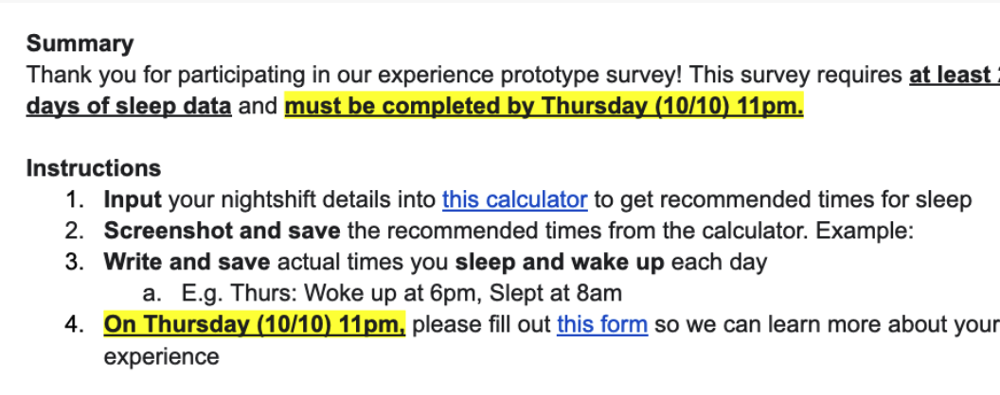 Summary
Thank you for participating in our experience prototype survey! This survey requires at least
days of sleep data and must be completed by Thursday (10/10) 11pm.
Instructions
1. Input your nightshift details into this calculator to get recommended times for sleep
2. Screenshot and save the recommended times from the calculator. Example:
3. Write and save actual times you sleep and wake up each day
a. E.g. Thurs: Woke up at 6pm, Slept at 8am
4. On Thursday (10/10) 11pm, please fill out this form so we can learn more about your
experience